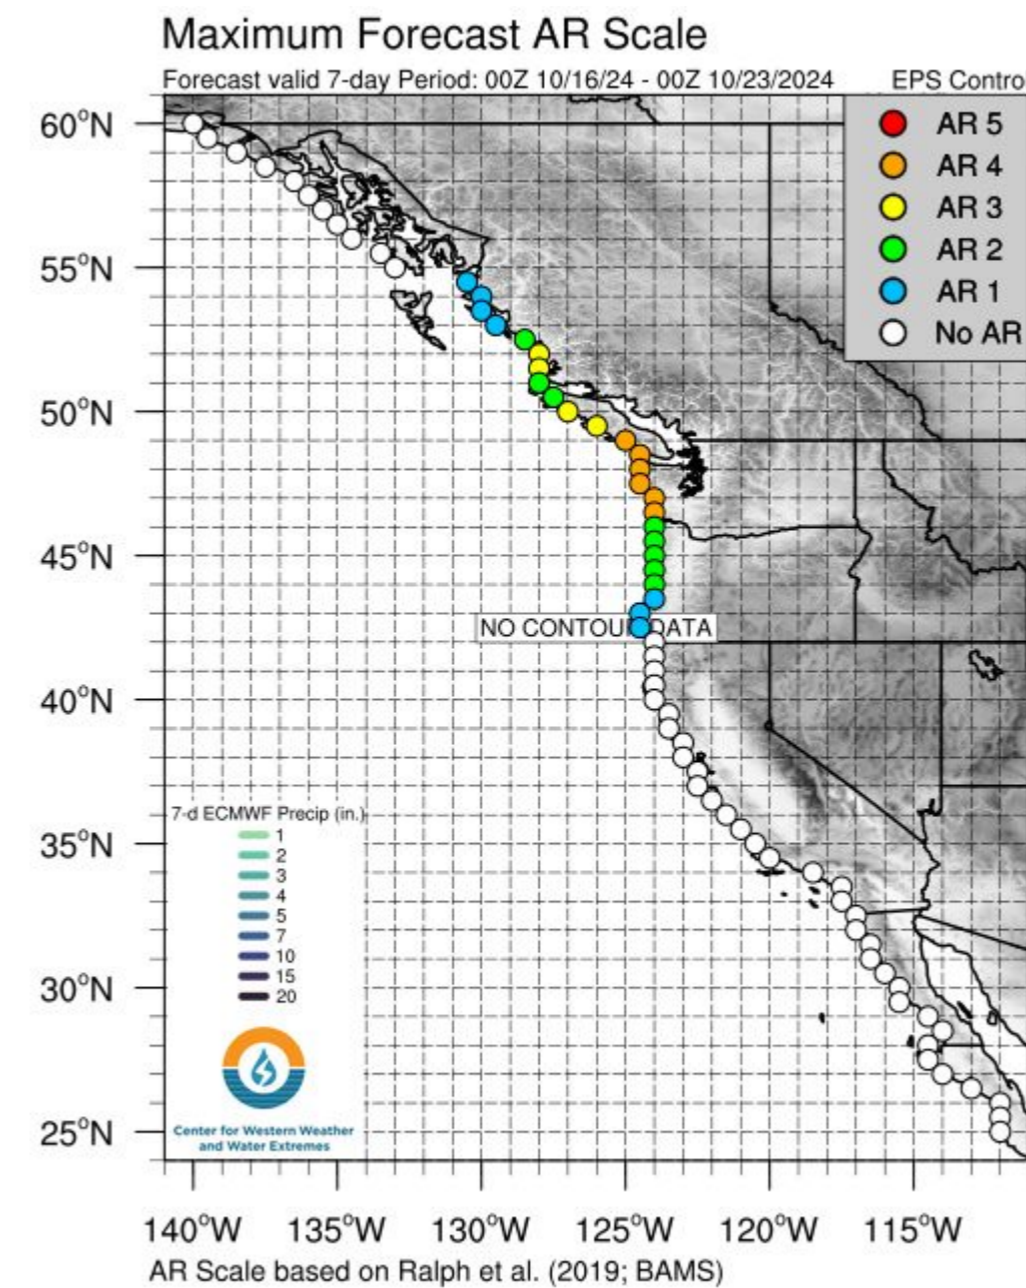 Maximum Forecast AR Scale
Forecast valid 7-day Period: 00Z 10/16/24 - 00Z 10/23/2024 EPS Contro
60°N
55°N
50°N
45°N
40°N
35°N
30°N
25°N
AR 5
AR 4
AR 3
AR 2
AR 1
No AR
NO CONTOUR DATA
7-d ECMWF Precip (in.)
1
2
3
4
5
7
10
15
20
Center for Western Weather
and Water Extremes
140°W 135°W 130°W 125°W 120°W 115°W
AR Scale based on Ralph et al. (2019; BAMS)